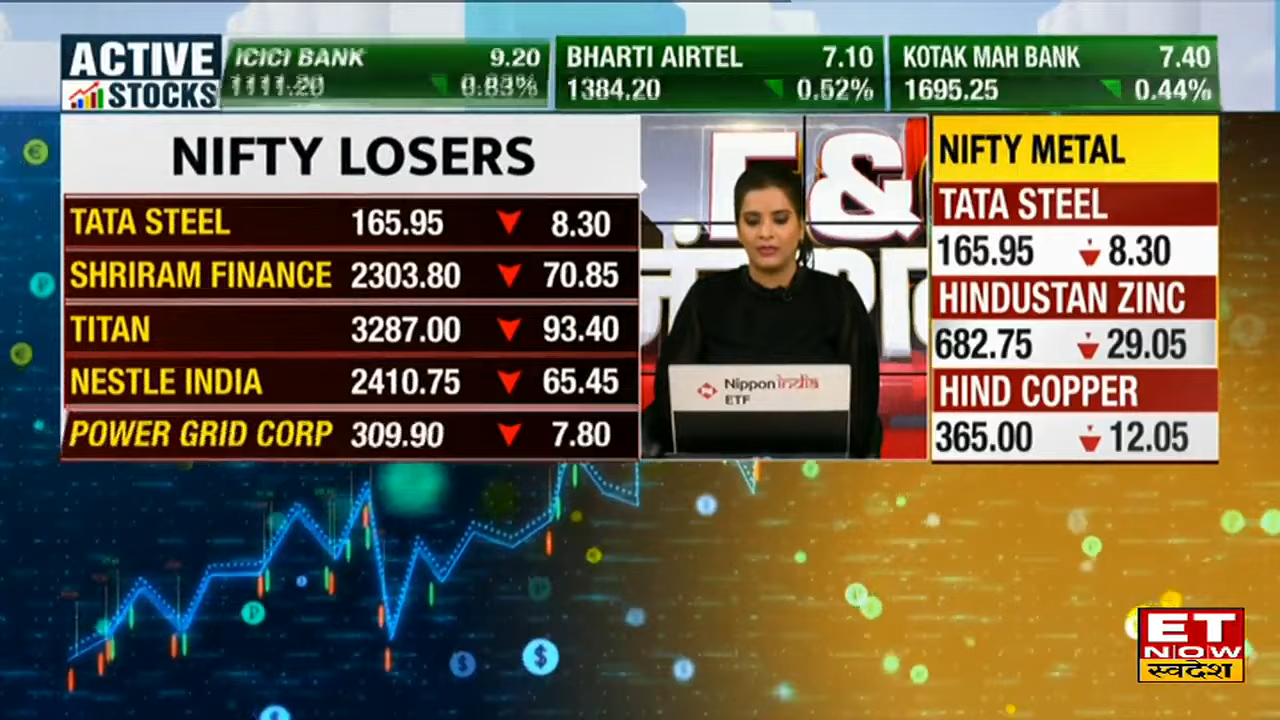 ACTIVE
STOCKS
ICICI BANK 9.20
1111.20 0.83%
BHARTI AIRTEL 7.10
1384.20 0.52%
KOTAK MAH BANK 7.40
1695.25 0.44%
NIFTY LOSERS
TATA STEEL 165.95 8.30
SHRIRAM FINANCE 2303.80 70.85
TITAN 3287.00 93.40
NESTLE INDIA 2410.75 65.45
POWER GRID CORP 309.90 7.80
F&
Nippon india
ETF
NIFTY METAL
TATA STEEL
165.95 8.30
HINDUSTAN ZINC
682.75 29.05
HIND COPPER
365.00 12.05
ET
NOW
स्वदेश